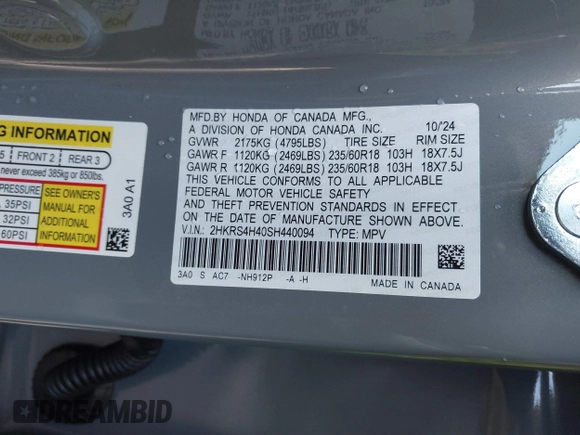 G INFORMATION
5 FRONT 2 REAR 3
never exceed 385kg or 850lbs.
PRESSURE
35PSI
32PSI
60PSI
SEE OWNER'S
MANUAL FOR
ADDITIONAL
INFORMATION
3A0 A1
MFD.BY HONDA OF CANADA MFG.,
A DIVISION OF HONDA CANADA INC. 10/'24
GVWR 2175KG (4795LBS) TIRE SIZE RIM SIZE
GAWR F 1120KG (2469LBS) 235/60R18 103H 18X7.5J
GAWR R 1120KG (2469LBS) 235/60R18 103H 18X7.5J
THIS VEHICLE CONFORMS TO ALL APPLICABLE
FEDERAL MOTOR VEHICLE SAFETY
AND THEFT PREVENTION STANDARDS IN EFFECT
ON THE DATE OF MANUFACTURE SHOWN ABOVE.
V.I.N.: 2HKRS4H40SH440094 TYPE: MPV
3A0 S AC7 -NH912P -A -H
MADE IN CANADA
DREAMBID